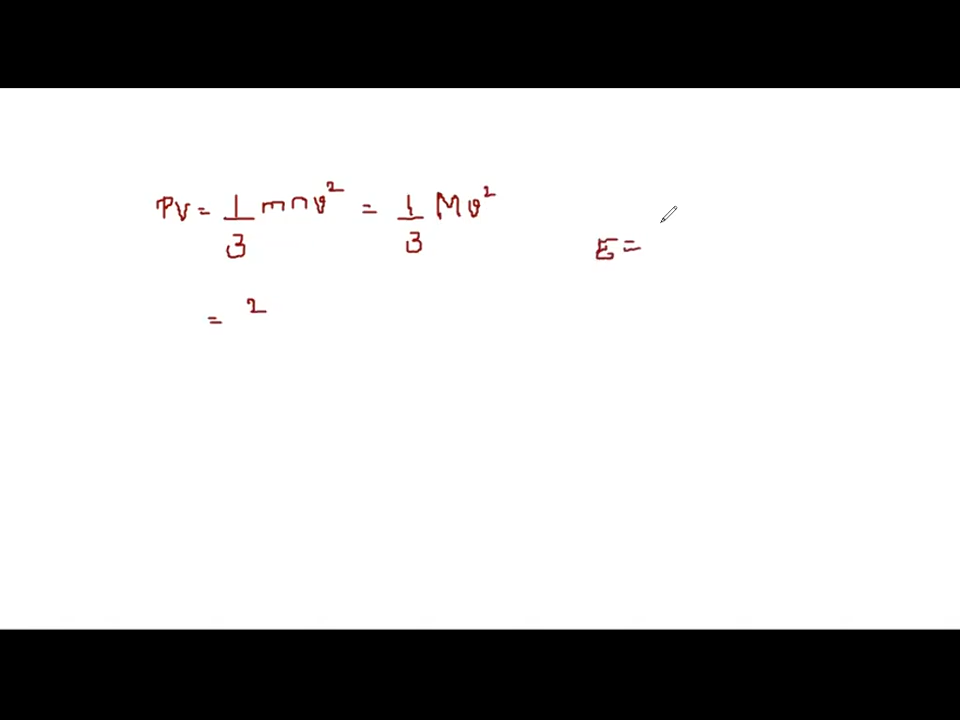 PV = 1/3 mnv² = 1/3 Mv²
E =
= 2